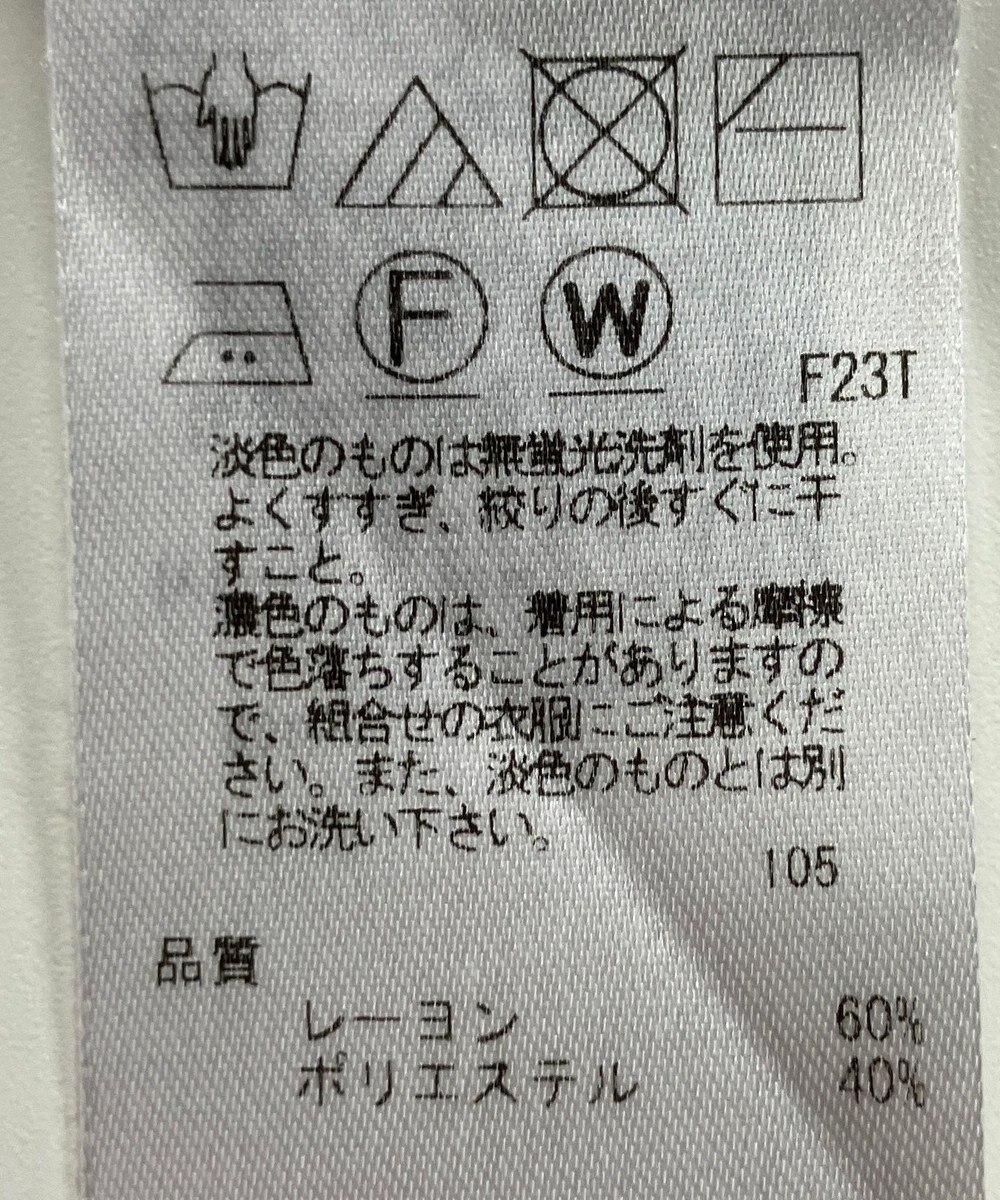 F
W
F23T
淡色のものは無蛍光洗剤を使用。
よくすすぎ、絞りの後すぐに干
すこと。
濃色のものは、着用による摩擦
で色落ちすることがありますの
で、組合せの衣服にご注意くだ
さい。また、淡色のものとは別
にお洗い下さい。
105
品質
レーヨン 60%
ポリエステル 40%